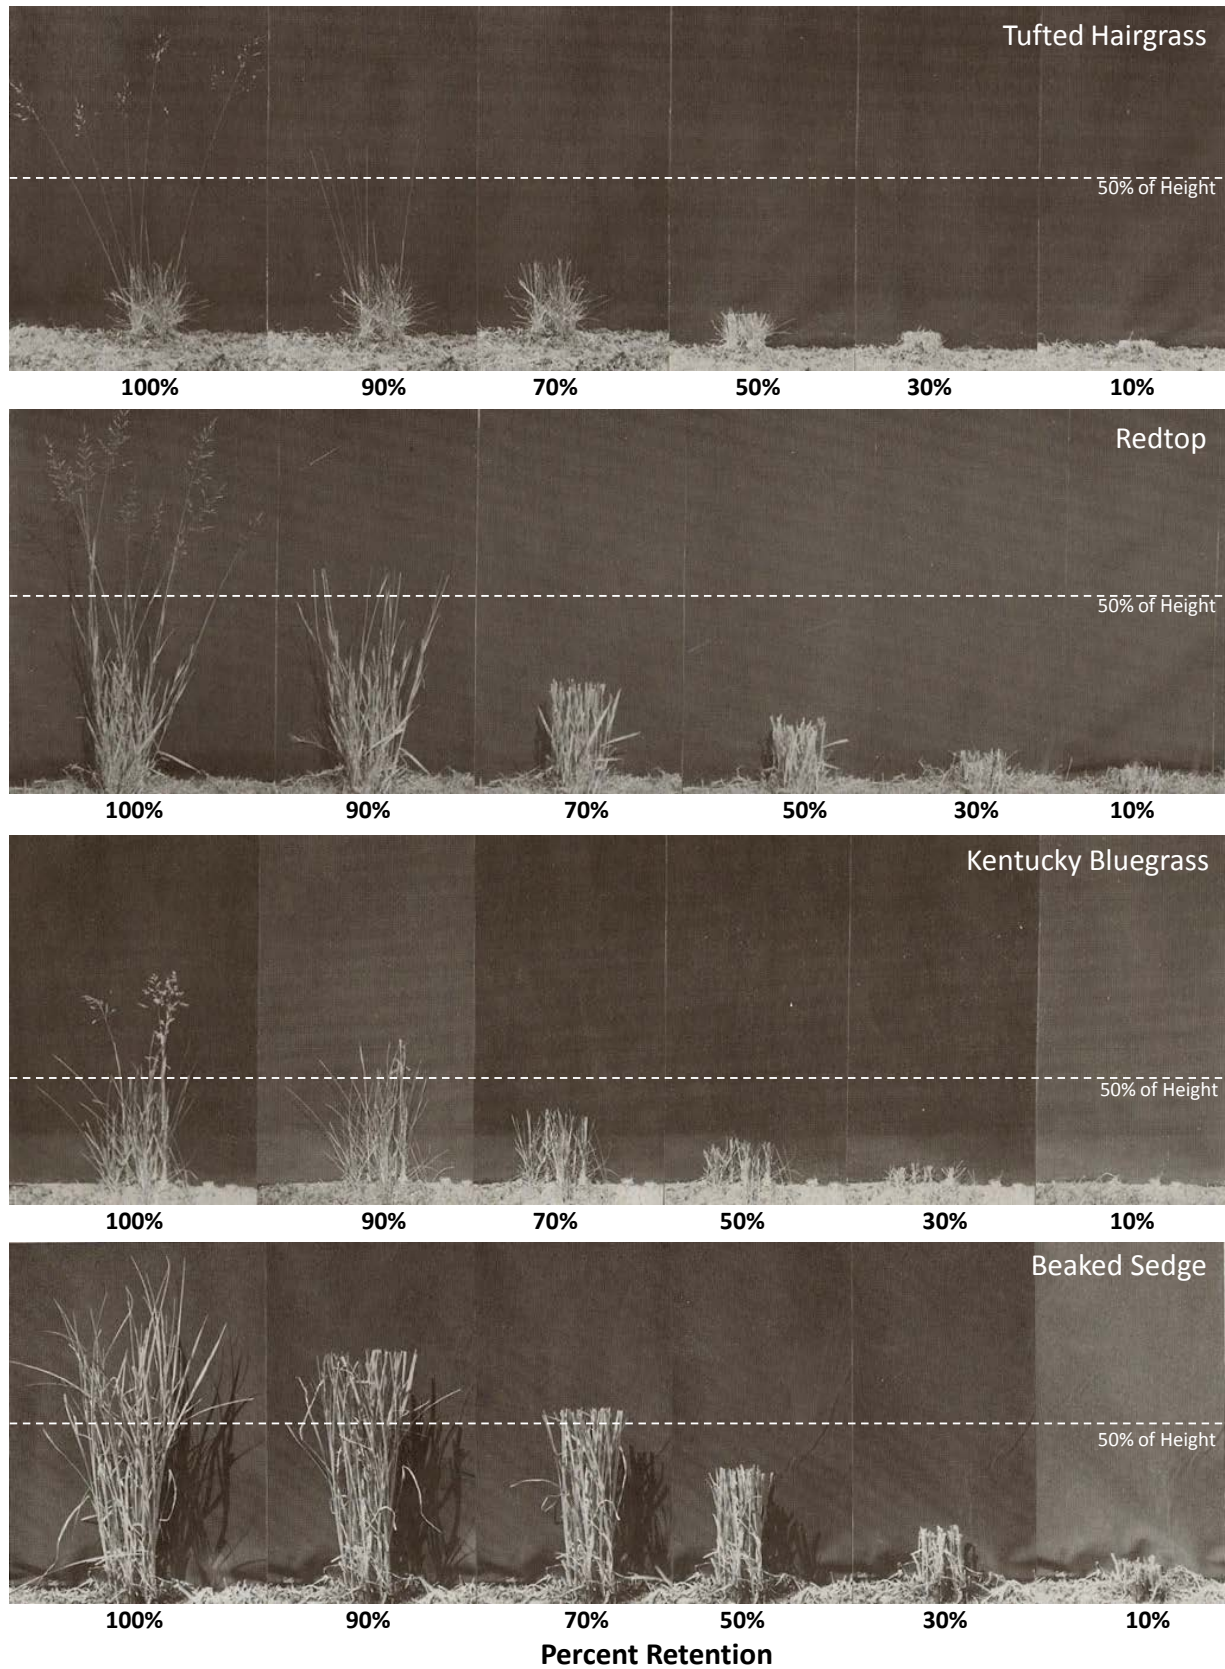 Tufted Hairgrass
50% of Height
100% 90% 70% 50% 30% 10%
Redtop
50% of Height
100% 90% 70% 50% 30% 10%
Kentucky Bluegrass
50% of Height
100% 90% 70% 50% 30% 10%
Beaked Sedge
50% of Height
100% 90% 70% 50% 30% 10%
Percent Retention